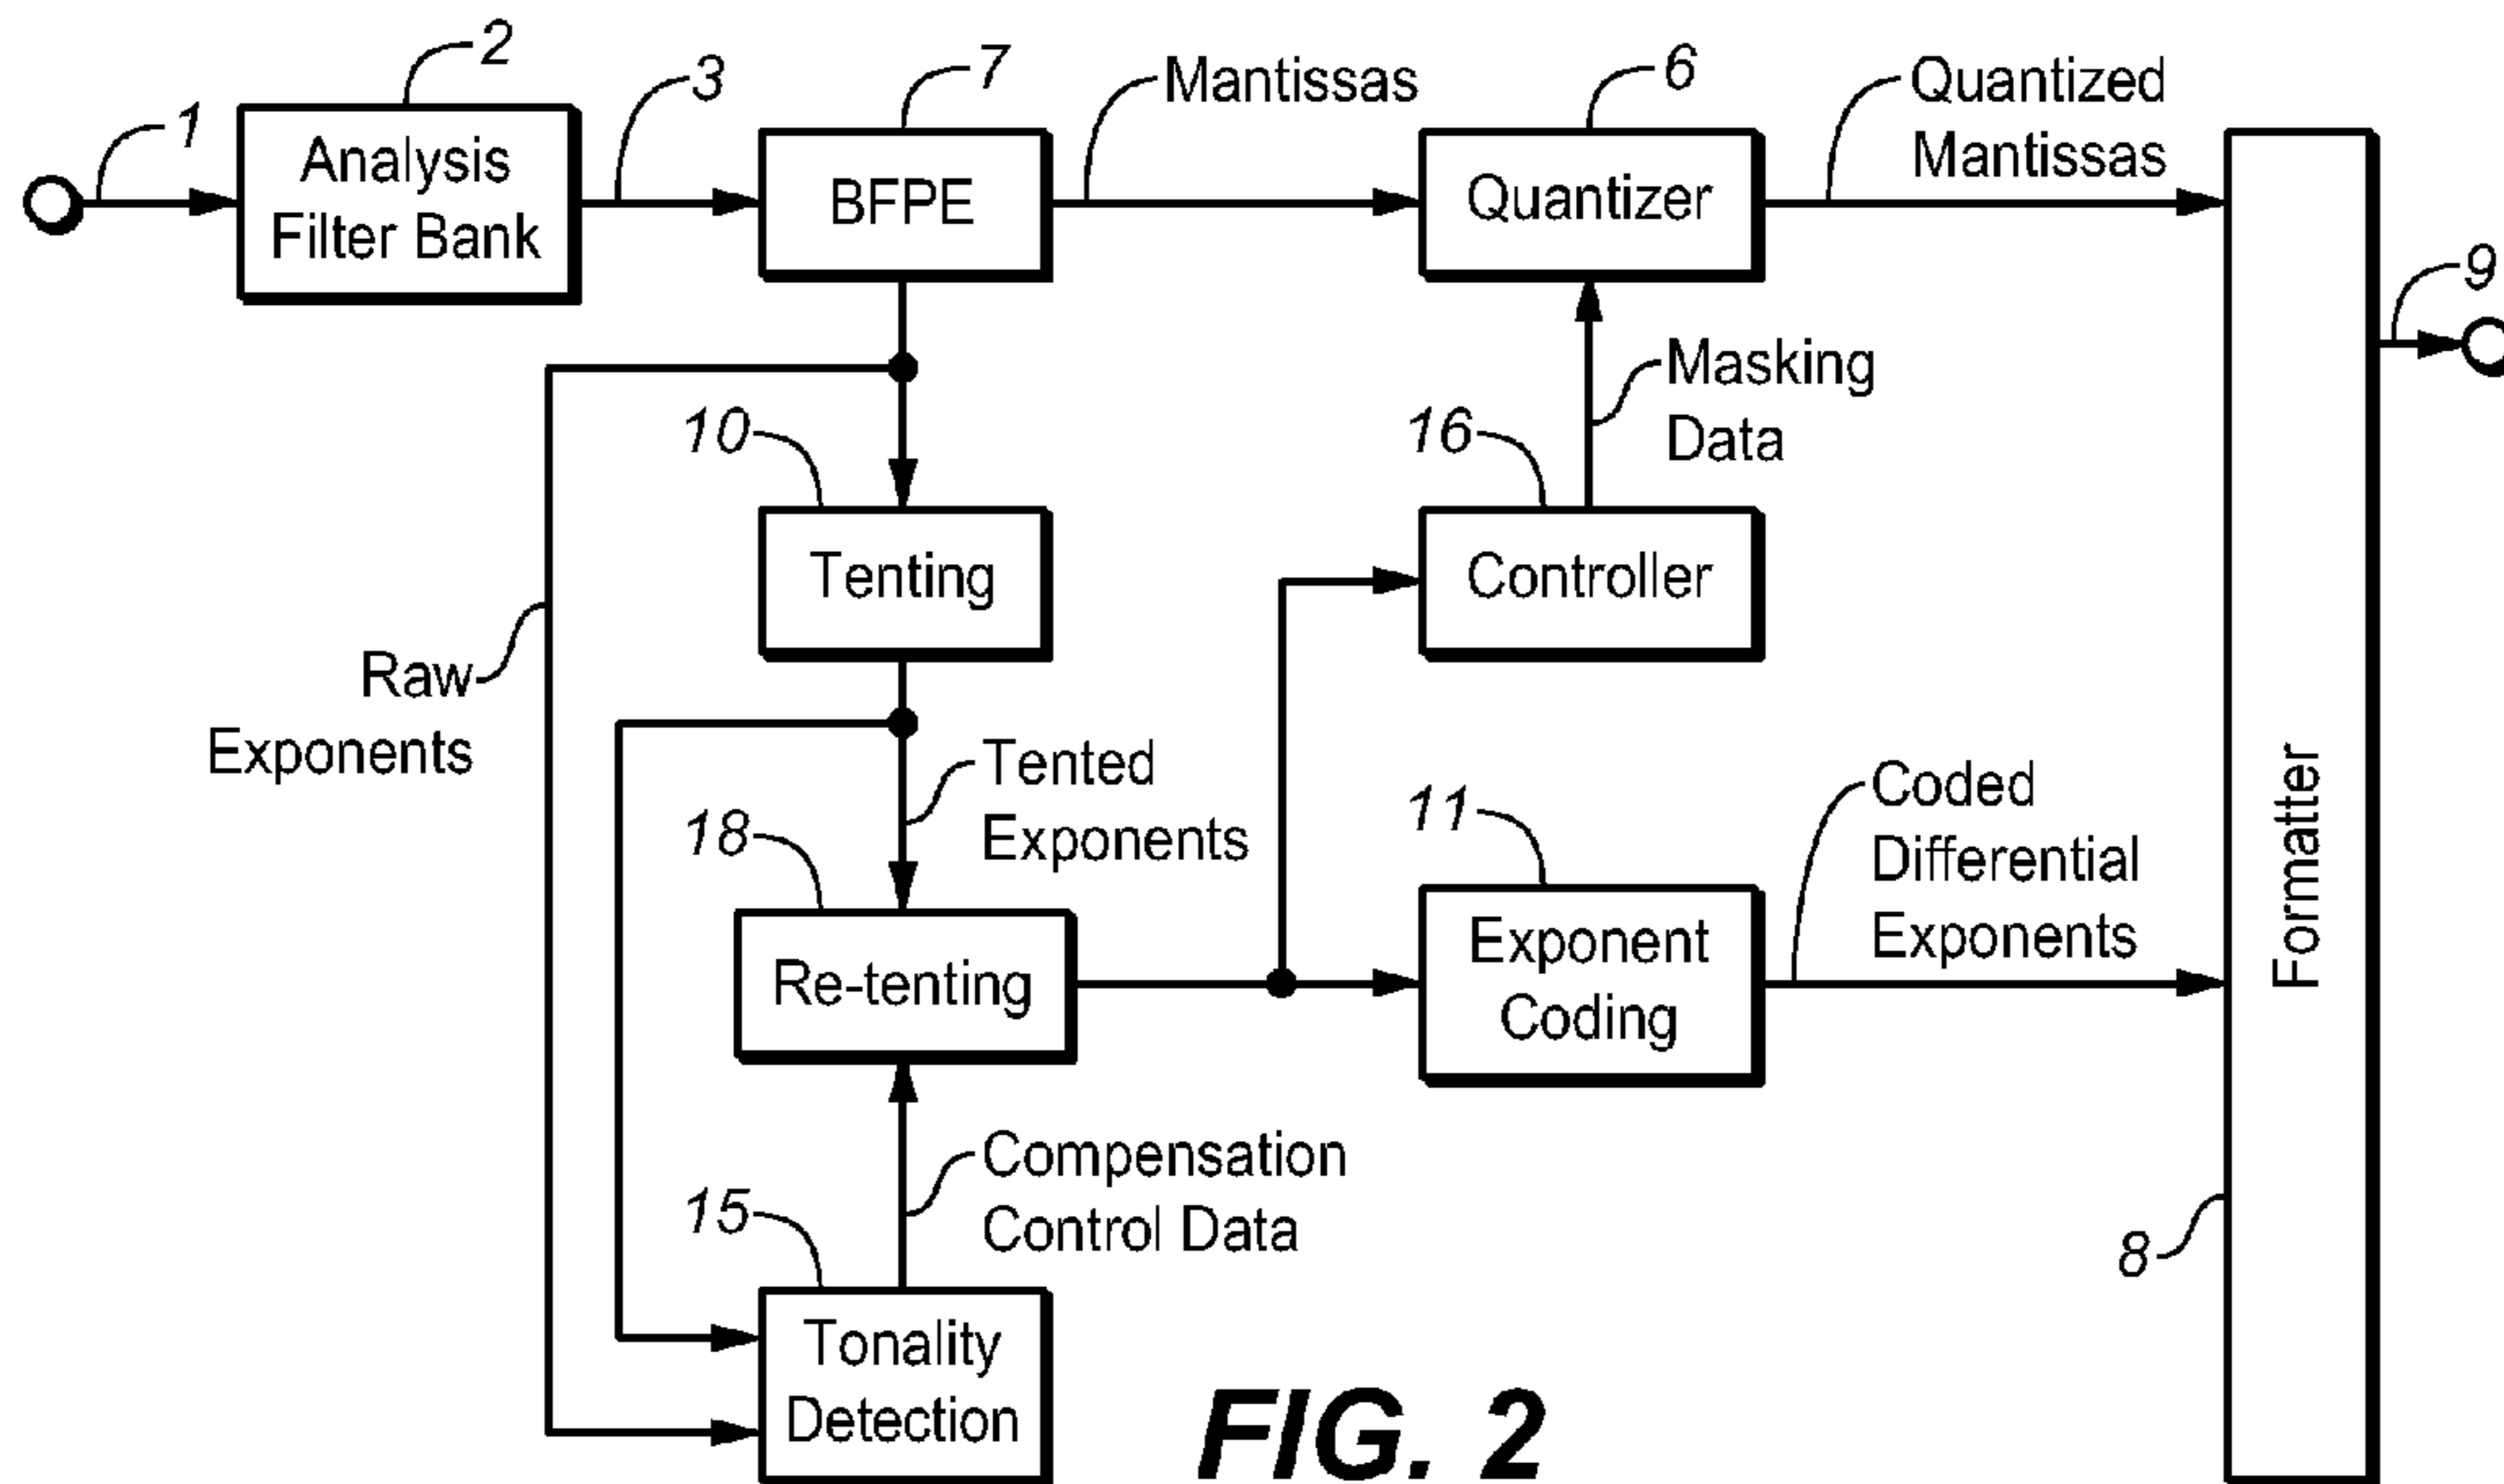 1
2
Analysis
Filter Bank
3
7
BFPE
Mantissas
6
Quantizer
Quantized
Mantissas
9
Masking
Data
10
Tenting
16
Controller
Raw
Exponents
Tented
Exponents
18
Re-tenting
11
Exponent
Coding
Coded
Differential
Exponents
Formatter
8
Compensation
Control Data
15
Tonality
Detection
FIG. 2